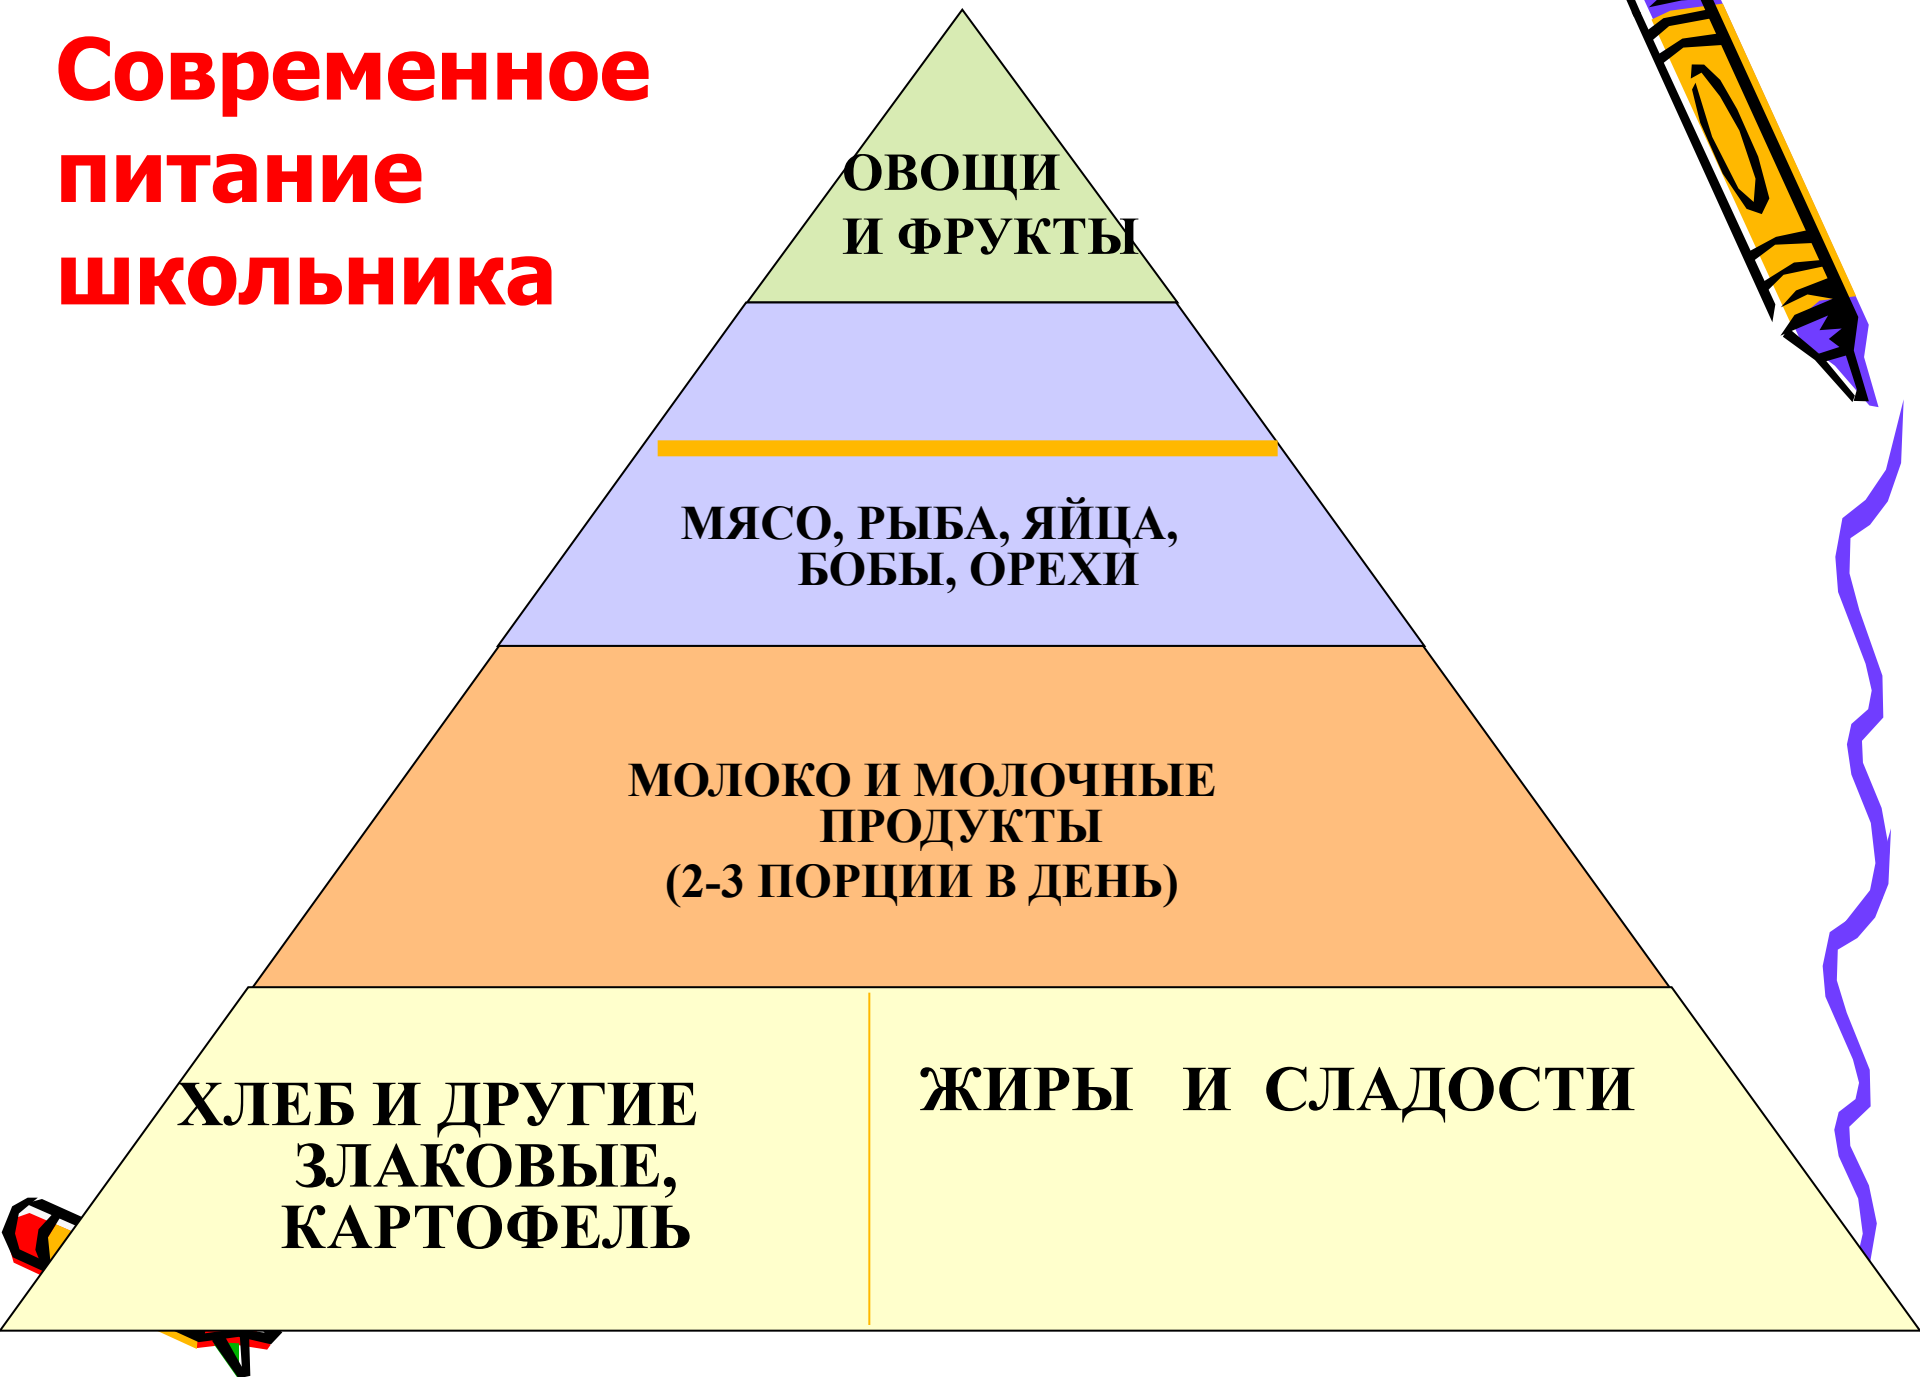 Современное
питание
школьника
ОВОЩИ
И ФРУКТЫ
МЯСО, РЫБА, ЯЙЦА,
БОБЫ, ОРЕХИ
МОЛОКО И МОЛОЧНЫЕ
ПРОДУКТЫ
(2-3 ПОРЦИИ В ДЕНЬ)
ХЛЕБ И ДРУГИЕ
ЗЛАКОВЫЕ,
КАРТОФЕЛЬ
ЖИРЫ И СЛАДОСТИ